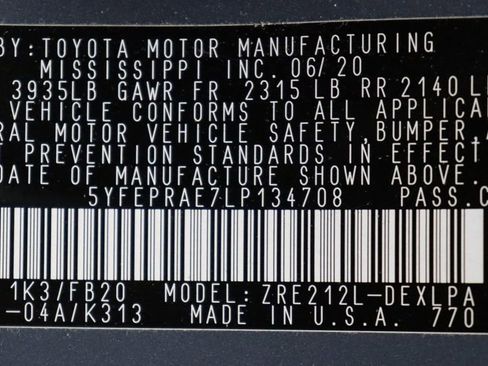 BY: TOYOTA MOTOR MANUFACTURING
MISSISSIPPI INC. 06/20
3935LB GAWR FR 2315 LB RR 2140 L
VEHICLE CONFORMS TO ALL APPLICA
RAL MOTOR VEHICLE SAFETY, BUMPER,
T PREVENTION STANDARDS IN EFFECT
DATE OF MANUFACTURE SHOWN ABOVE.
5YFEPRAE7LP134708 PASS.C
1K3/FB20 MODEL: ZRE212L-DEXLPA
-04A/K313 MADE IN U.S.A. 770